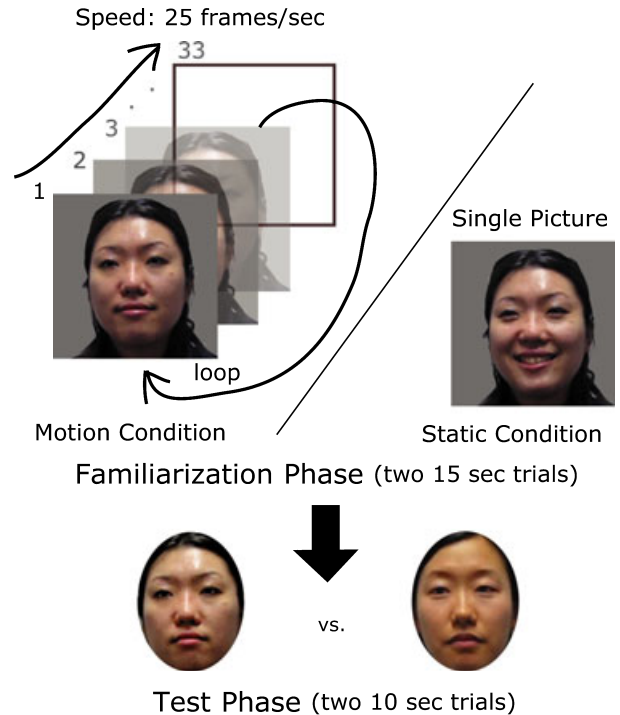 Speed: 25 frames/sec
33
3
2
1
Single Picture
loop
Motion Condition
Static Condition
Familiarization Phase (two 15 sec trials)
vs.
Test Phase (two 10 sec trials)